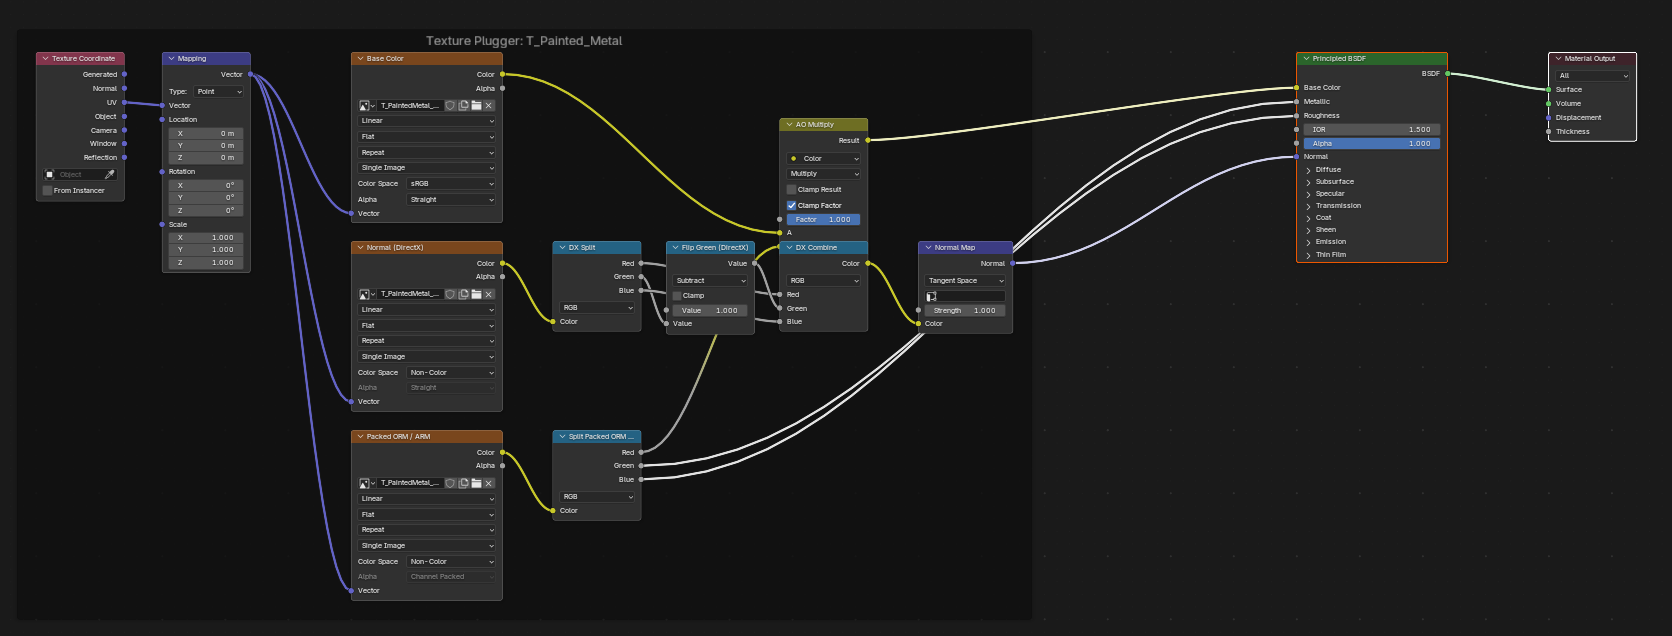 Texture Plugger: T_Painted_Metal
Texture Coordinate
Generated
Normal
UV
Object
Camera
Window
Reflection
Object
From Instancer
Mapping
Vector
Type: Point
Vector
Location
X 0 m
Y 0 m
Z 0 m
Rotation
X 0°
Y 0°
Z 0°
Scale
X 1.000
Y 1.000
Z 1.000
Base Color
Color
Alpha
T_PaintedMetal_...
Linear
Flat
Repeat
Single Image
Color Space sRGB
Alpha Straight
Vector
Normal (DirectX)
Color
Alpha
T_PaintedMetal_...
Linear
Flat
Repeat
Single Image
Color Space Non-Color
Alpha Straight
Vector
Packed ORM / ARM
Color
Alpha
T_PaintedMetal_...
Linear
Flat
Repeat
Single Image
Color Space Non-Color
Alpha Channel Packed
Vector
DX Split
Red
Green
Blue
RGB
Color
Split Packed ORM ...
Red
Green
Blue
RGB
Color
Flip Green (DirectX)
Value
Subtract
Clamp
Value 1.000
Value
AO Multiply
Result
Color
Multiply
Clamp Result
Clamp Factor
Factor 1.000
A
DX Combine
Color
RGB
Red
Green
Blue
Normal Map
Normal
Tangent Space
Strength 1.000
Color
Principled BSDF
BSDF
Base Color
Metallic
Roughness
IOR 1.500
Alpha 1.000
Normal
Diffuse
Subsurface
Specular
Transmission
Coat
Sheen
Emission
Thin Film
Material Output
All
Surface
Volume
Displacement
Thickness